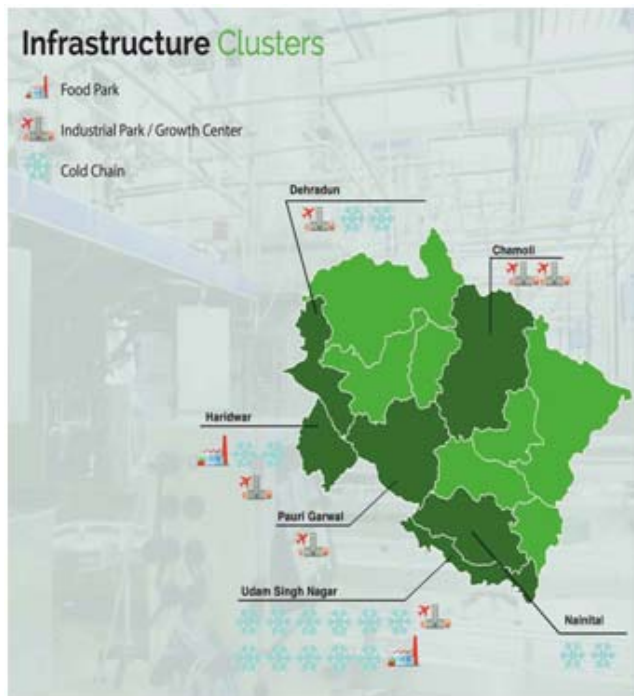 Infrastructure Clusters
Food Park
Industrial Park / Growth Center
Cold Chain
Dehradun
Chamoli
Haridwar
Pauri Garwal
Udam Singh Nagar
Nainital